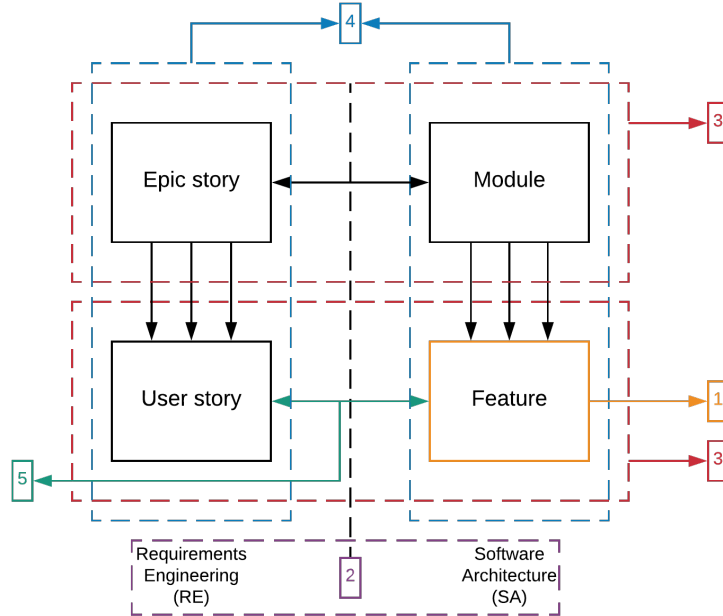 4
Epic story
Module
3
User story
Feature
1
3
5
Requirements
Engineering
(RE)
2
Software
Architecture
(SA)